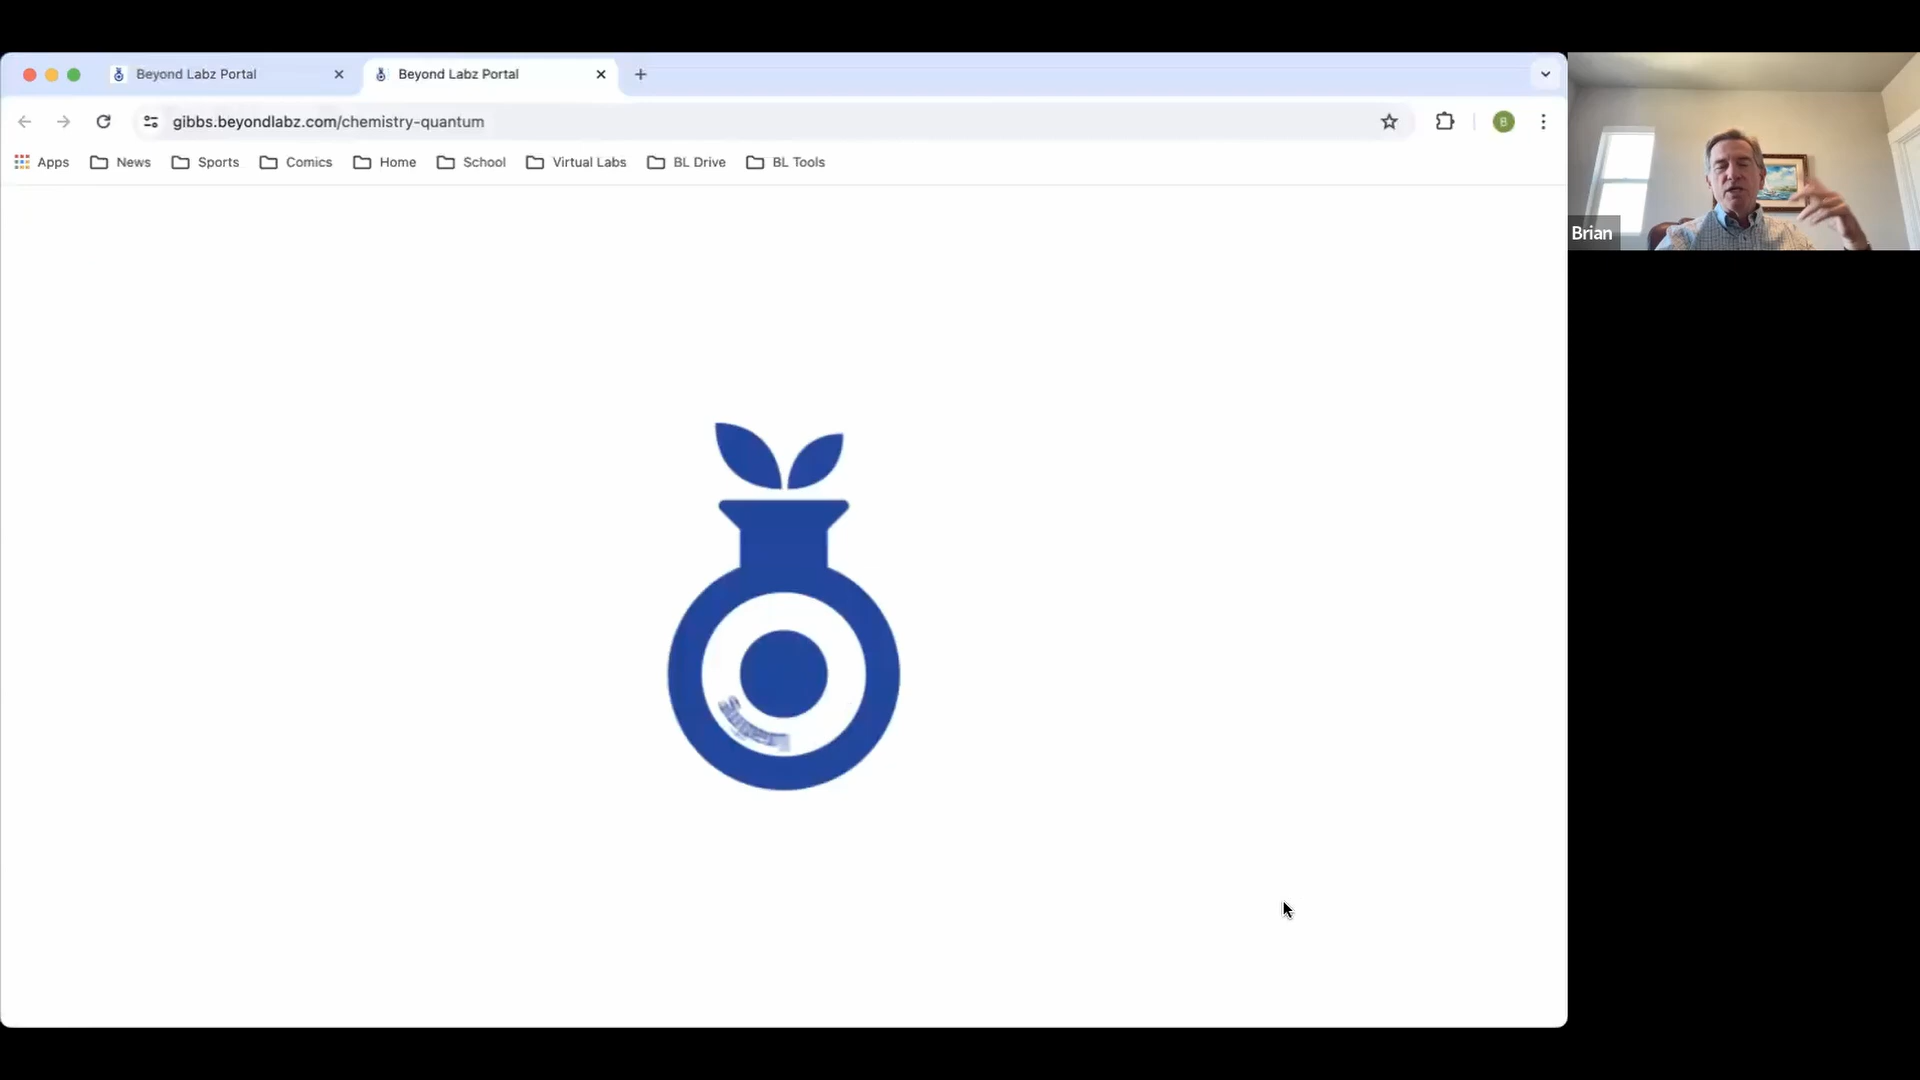 Beyond Labz Portal
Beyond Labz Portal
gibbs.beyondlabz.com/chemistry-quantum
B
Apps
News
Sports
Comics
Home
School
Virtual Labs
BL Drive
BL Tools
Brian